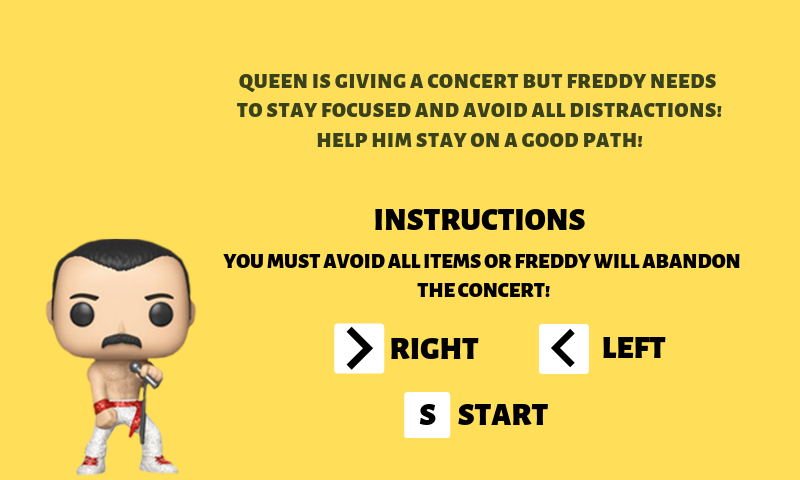 QUEEN IS GIVING A CONCERT BUT FREDDY NEEDS
TO STAY FOCUSED AND AVOID ALL DISTRACTIONS!
HELP HIM STAY ON A GOOD PATH!
INSTRUCTIONS
YOU MUST AVOID ALL ITEMS OR FREDDY WILL ABANDON
THE CONCERT!
> RIGHT < LEFT
S START